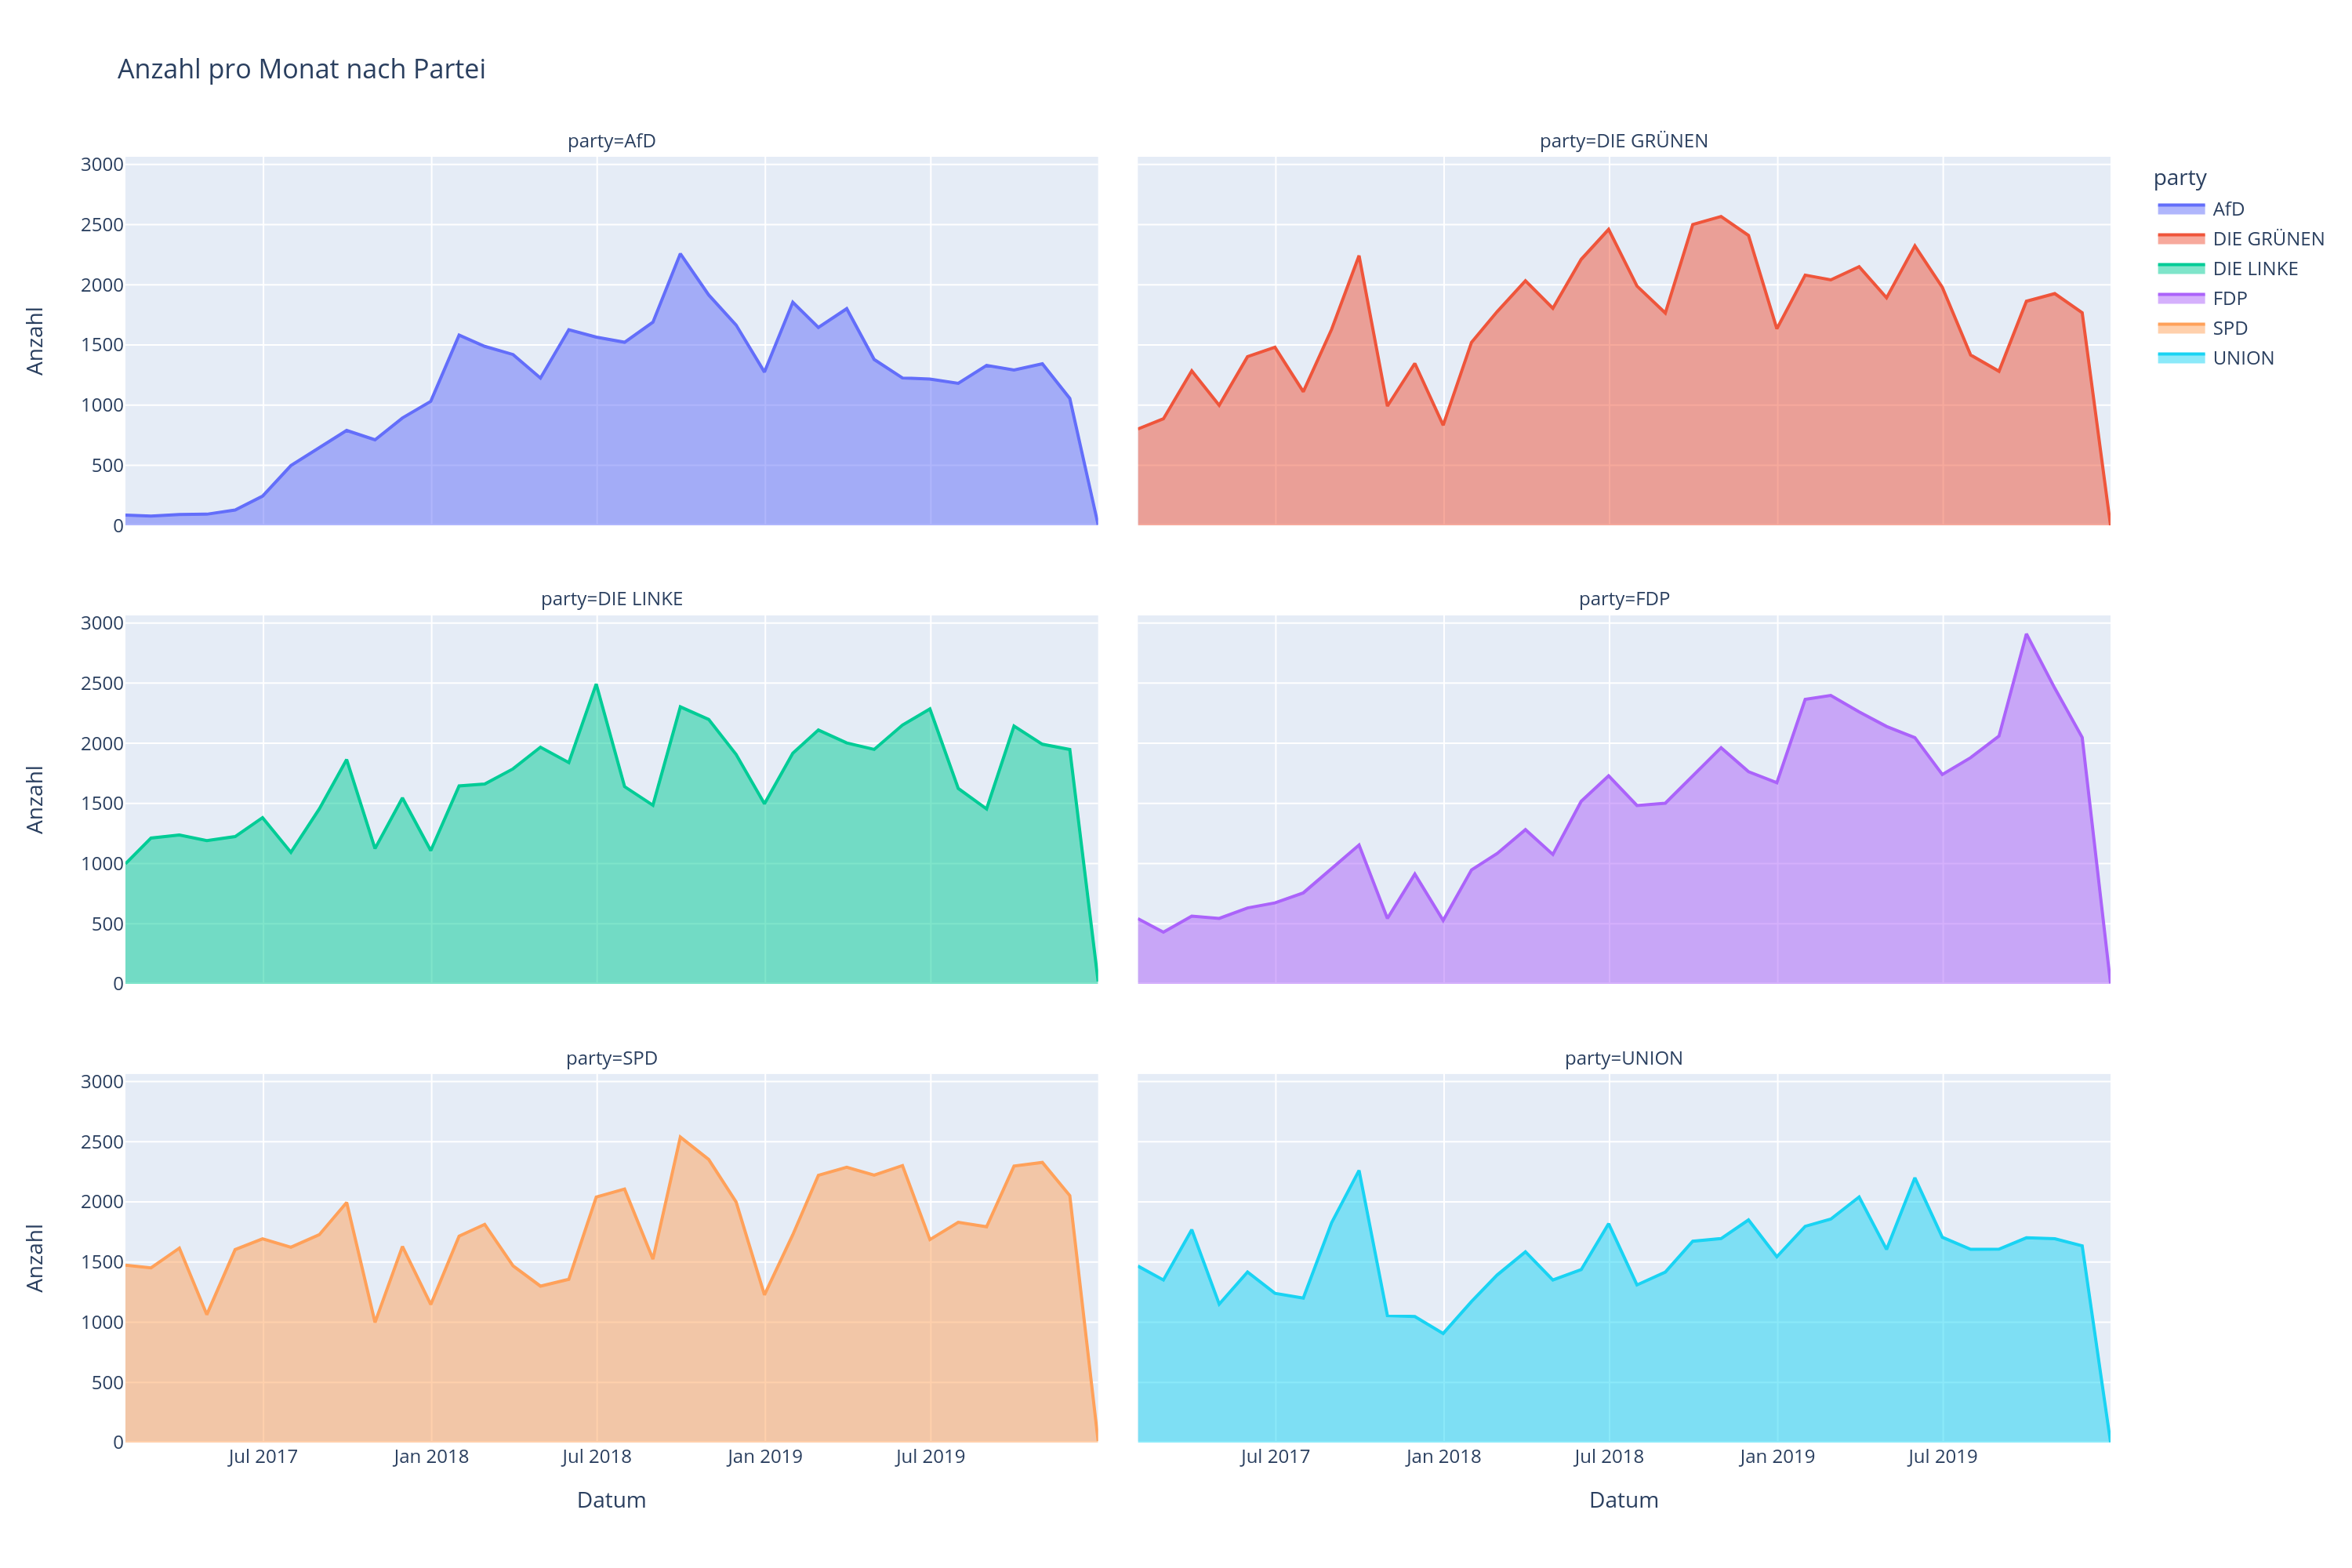 Anzahl pro Monat nach Partei
party=AfD
party=DIE GRÜNEN
3000
2500
2000
1500
1000
500
0
Anzahl
party
AfD
DIE GRÜNEN
DIE LINKE
FDP
SPD
UNION
party=DIE LINKE
party=FDP
3000
2500
2000
1500
1000
500
0
Anzahl
party=SPD
party=UNION
3000
2500
2000
1500
1000
500
0
Anzahl
Jul 2017 Jan 2018 Jul 2018 Jan 2019 Jul 2019
Jul 2017 Jan 2018 Jul 2018 Jan 2019 Jul 2019
Datum
Datum